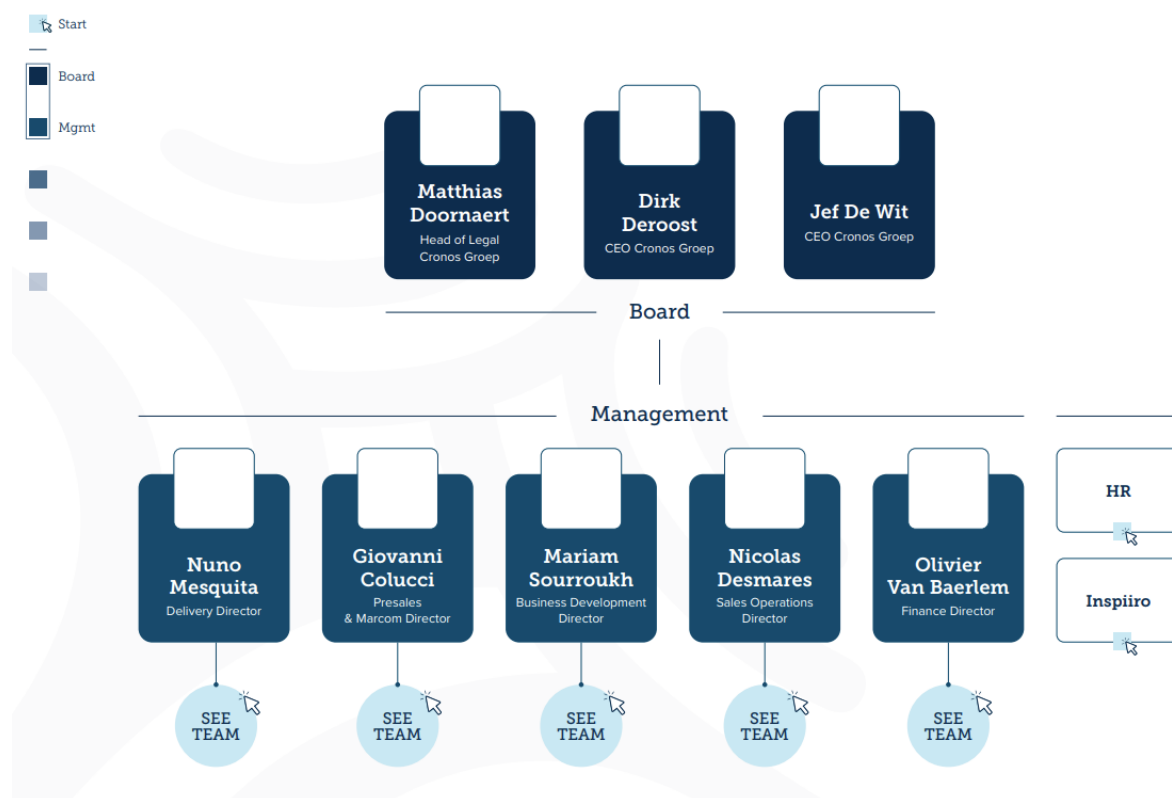 Start
Board
Mgmt
Matthias
Doornaert
Head of Legal
Cronos Groep
Dirk
Deroost
CEO Cronos Groep
Jef De Wit
CEO Cronos Groep
Board
Management
Nuno
Mesquita
Delivery Director
Giovanni
Colucci
Presales
& Marcom Director
Mariam
Sourroukh
Business Development
Director
Nicolas
Desmares
Sales Operations
Director
Olivier
Van Baerlem
Finance Director
HR
Inspiiro
SEE
TEAM
SEE
TEAM
SEE
TEAM
SEE
TEAM
SEE
TEAM